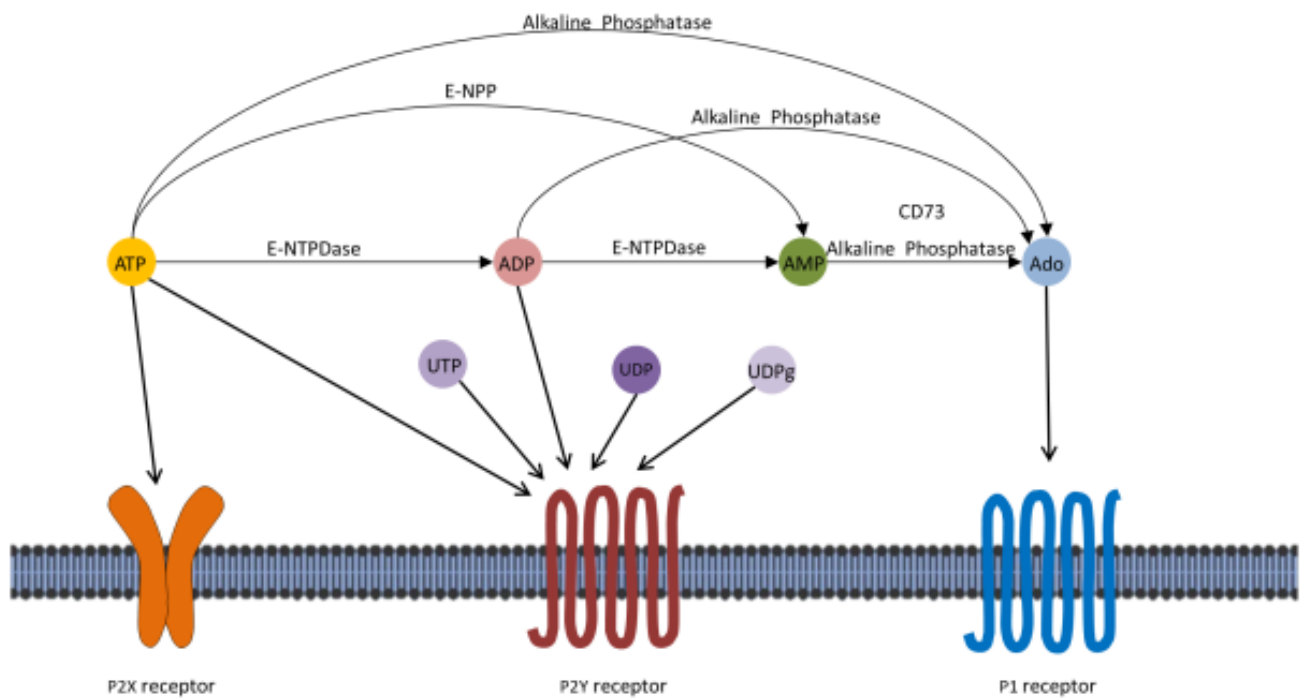 Alkaline Phosphatase
E-NPP
Alkaline Phosphatase
CD73
E-NTPDase
E-NTPDase
Alkaline Phosphatase
ATP
ADP
AMP
Ado
UTP
UDP
UDPg
P2X receptor
P2Y receptor
P1 receptor